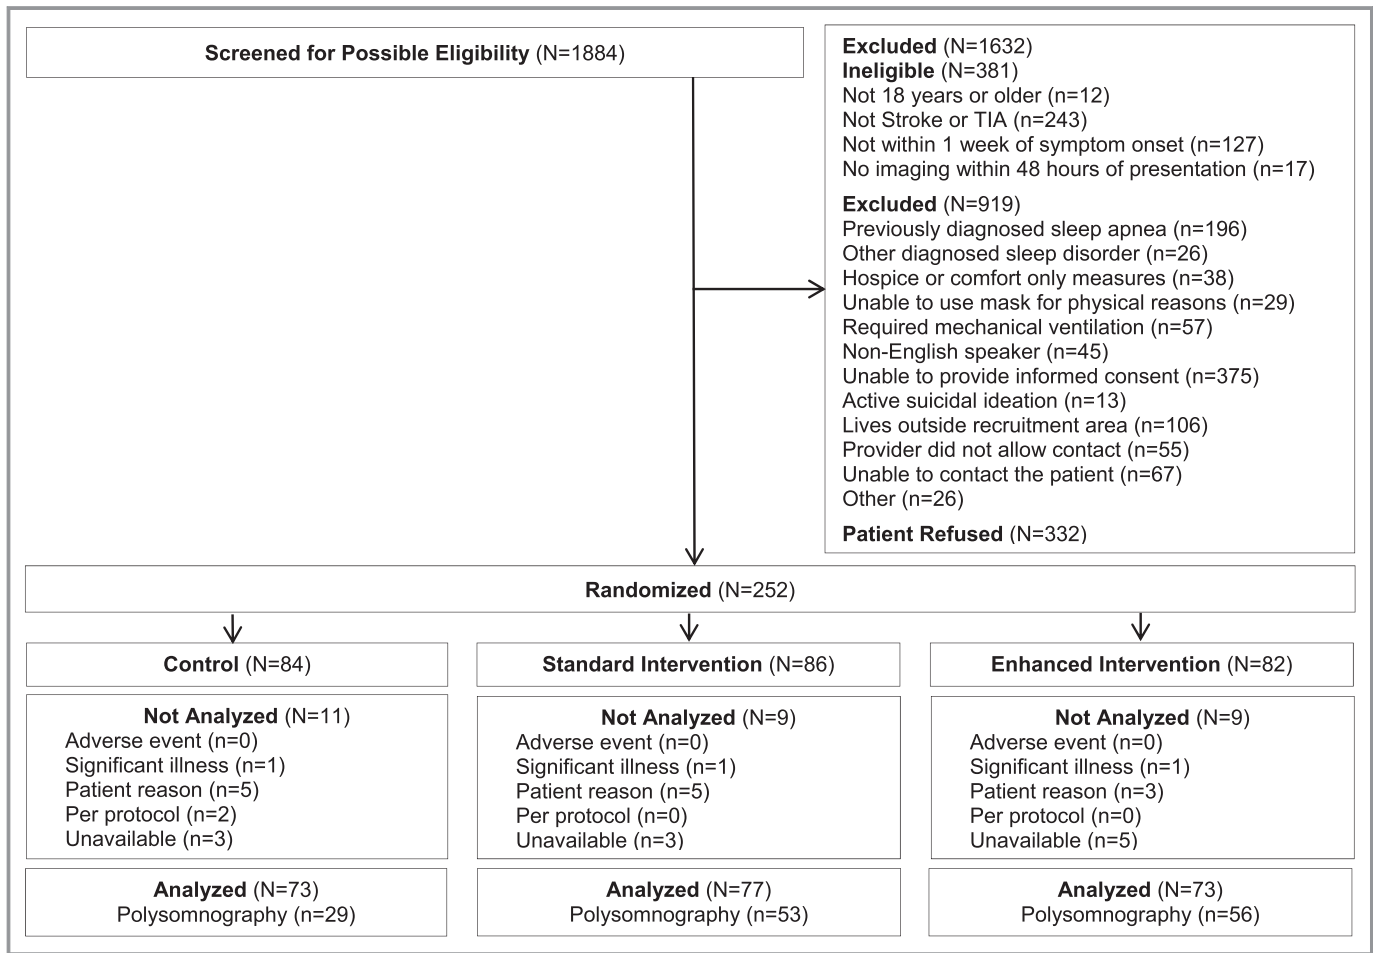 Screened for Possible Eligibility (N=1884)
Excluded (N=1632)
Ineligible (N=381)
Not 18 years or older (n=12)
Not Stroke or TIA (n=243)
Not within 1 week of symptom onset (n=127)
No imaging within 48 hours of presentation (n=17)
Excluded (N=919)
Previously diagnosed sleep apnea (n=196)
Other diagnosed sleep disorder (n=26)
Hospice or comfort only measures (n=38)
Unable to use mask for physical reasons (n=29)
Required mechanical ventilation (n=57)
Non-English speaker (n=45)
Unable to provide informed consent (n=375)
Active suicidal ideation (n=13)
Lives outside recruitment area (n=106)
Provider did not allow contact (n=55)
Unable to contact the patient (n=67)
Other (n=26)
Patient Refused (N=332)
Randomized (N=252)
Control (N=84)
Not Analyzed (N=11)
Adverse event (n=0)
Significant illness (n=1)
Patient reason (n=5)
Per protocol (n=2)
Unavailable (n=3)
Analyzed (N=73)
Polysomnography (n=29)
Standard Intervention (N=86)
Not Analyzed (N=9)
Adverse event (n=0)
Significant illness (n=1)
Patient reason (n=5)
Per protocol (n=0)
Unavailable (n=3)
Analyzed (N=77)
Polysomnography (n=53)
Enhanced Intervention (N=82)
Not Analyzed (N=9)
Adverse event (n=0)
Significant illness (n=1)
Patient reason (n=3)
Per protocol (n=0)
Unavailable (n=5)
Analyzed (N=73)
Polysomnography (n=56)